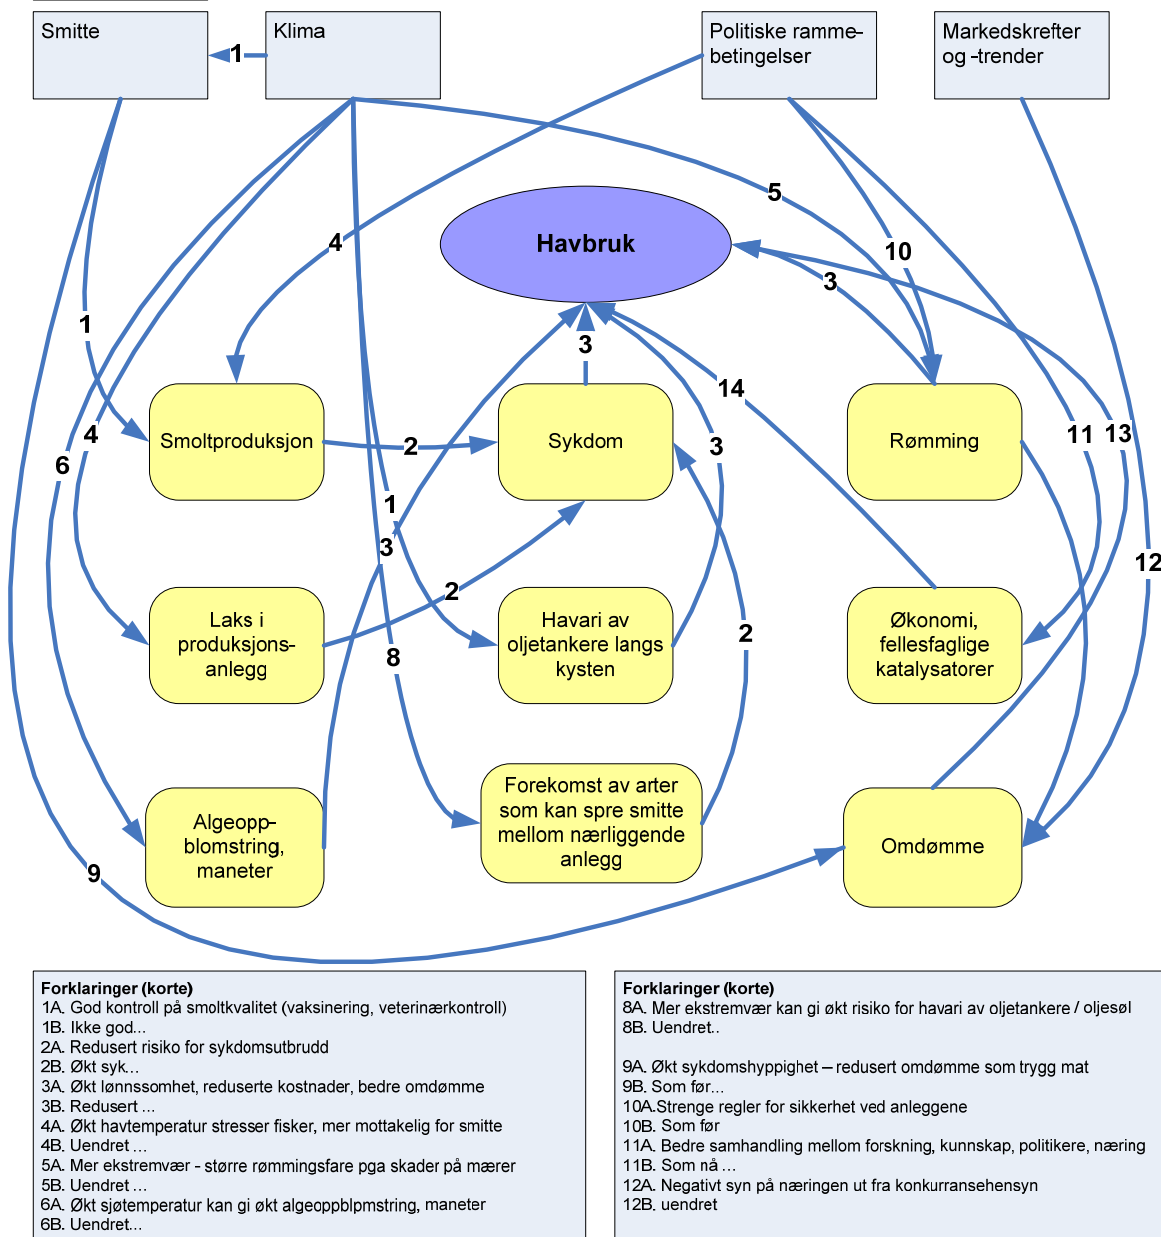 Smitte
Klima
Politiske ramme-
betingelser
Markedskrefter
og -trender
1
5
Havbruk
4
10
3
1
3
14
Smoltproduksjon
2
Sykdom
Rømming
4
6
3
11
13
1
3
12
2
Laks i
produksjons-
anlegg
Havari av
oljetankere langs
kysten
Økonomi,
fellesfaglige
katalysatorer
2
8
Algeopp-
blomstring,
maneter
Forekomst av arter
som kan spre smitte
mellom nærliggende
anlegg
Omdømme
9
Forklaringer (korte)
1A. God kontroll på smoltkvalitet (vaksinering, veterinærkontroll)
1B. Ikke god...
2A. Redusert risiko for sykdomsutbrudd
2B. Økt syk...
3A. Økt lønnssomhet, reduserte kostnader, bedre omdømme
3B. Redusert ...
4A. Økt havtemperatur stresser fisker, mer mottakelig for smitte
4B. Uendret ...
5A. Mer ekstremvær - større rømmingsfare pga skader på mærer
5B. Uendret ...
6A. Økt sjøtemperatur kan gi økt algeoppblpmstring, maneter
6B. Uendret...
Forklaringer (korte)
8A. Mer ekstremvær kan gi økt risiko for havari av oljetankere / oljesøl
8B. Uendret..
9A. Økt sykdomshyppighet – redusert omdømme som trygg mat
9B. Som før...
10A.Strenge regler for sikkerhet ved anleggene
10B. Som før
11A. Bedre samhandling mellom forskning, kunnskap, politikere, næring
11B. Som nå ...
12A. Negativt syn på næringen ut fra konkurransehensyn
12B. uendret